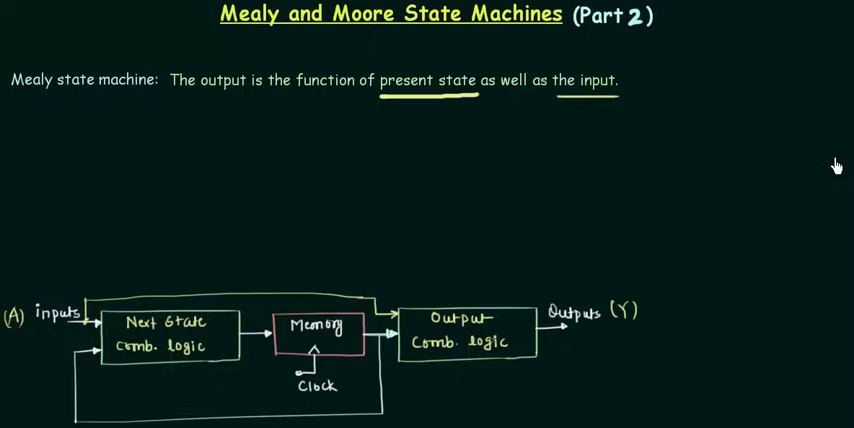 Mealy and Moore State Machines (Part 2)
Mealy state machine: The output is the function of present state as well as the input.
(A) inputs
Next State
Comb. logic
Memory
Clock
Output
Comb. logic
Outputs (Y)